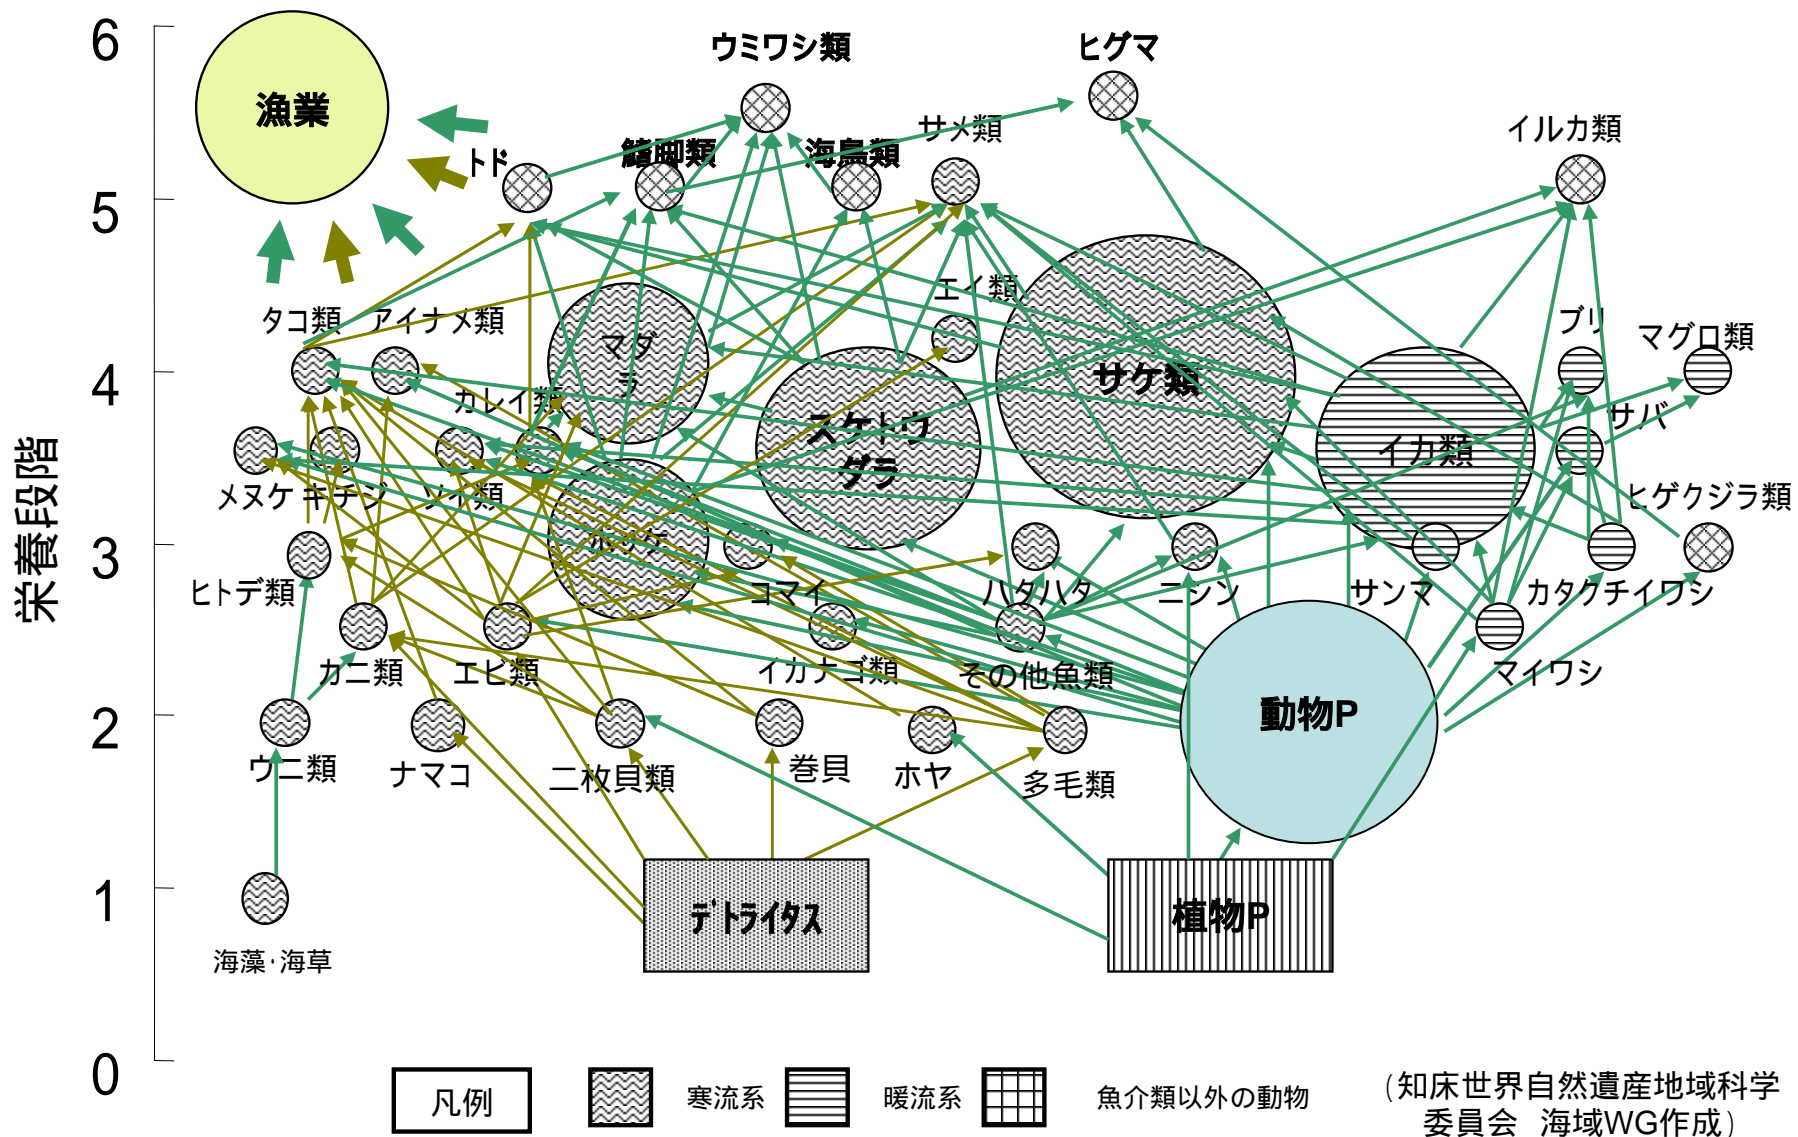 6
ウミワシ類
ヒグマ
漁業
トド
鰭脚類
海鳥類
サメ類
イルカ類
5
エイ類
タコ類
アイナメ類
マダ
ラ
サケ類
ブリ
マグロ類
4
カレイ類
スケトウ
ダラ
イカ類
サバ
栄養段階
メヌケ
キチジ
ソイ類
ホッケ
ヒゲクジラ類
3
ヒトデ類
コマイ
ハタハタ
ニシン
サンマ
カタクチイワシ
カニ類
エビ類
イカナゴ類
その他魚類
マイワシ
2
動物P
ウニ類
ナマコ
二枚貝類
巻貝
ホヤ
多毛類
1
デトライタス
植物P
海藻・海草
0
凡例
寒流系
暖流系
魚介類以外の動物
(知床世界自然遺産地域科学
委員会 海域WG作成)